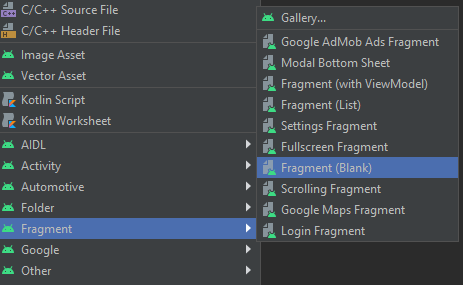 C/C++ Source File
C/C++ Header File
Image Asset
Vector Asset
Kotlin Script
Kotlin Worksheet
AIDL
Activity
Automotive
Folder
Fragment
Google
Other
Gallery...
Google AdMob Ads Fragment
Modal Bottom Sheet
Fragment (with ViewModel)
Fragment (List)
Settings Fragment
Fullscreen Fragment
Fragment (Blank)
Scrolling Fragment
Google Maps Fragment
Login Fragment